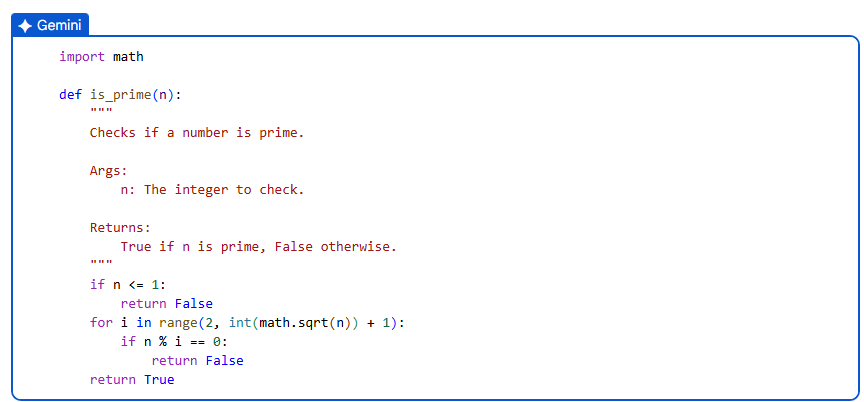 Gemini
import math
def is_prime(n):
"""
Checks if a number is prime.
Args:
n: The integer to check.
Returns:
True if n is prime, False otherwise.
"""
if n <= 1:
return False
for i in range(2, int(math.sqrt(n)) + 1):
if n % i == 0:
return False
return True